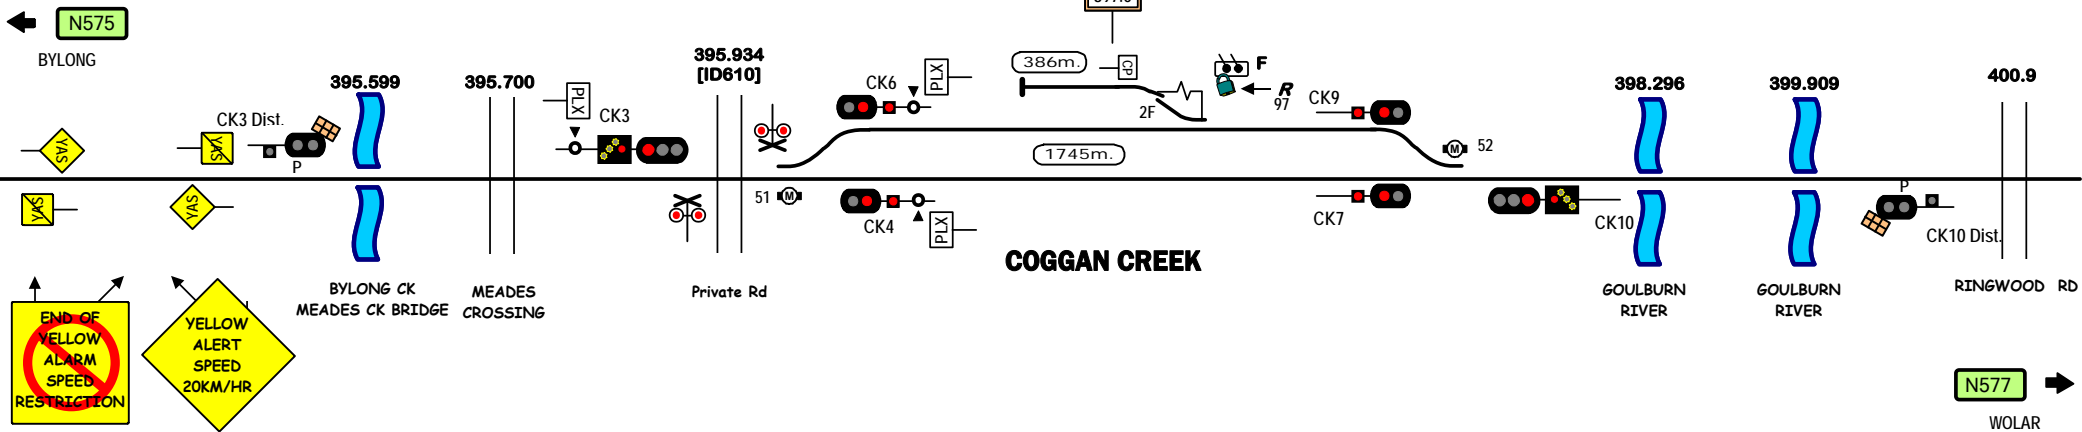 N575
BYLONG
YAS
YAS
YAS
YAS
CK3 Dist.
P
395.599
395.700
PLX
CK3
395.934
[ID610]
CK6
PLX
386m.
CP
2F
F
R
97
CK9
52
1745m.
51
M
M
CK4
PLX
CK7
CK10
398.296
399.909
400.9
P
CK10 Dist.
COGGAN CREEK
BYLONG CK
MEADES CK BRIDGE
MEADES
CROSSING
Private Rd
GOULBURN
RIVER
GOULBURN
RIVER
RINGWOOD RD
END OF
YELLOW
ALARM
SPEED
RESTRICTION
YELLOW
ALERT
SPEED
20KM/HR
N577
WOLAR